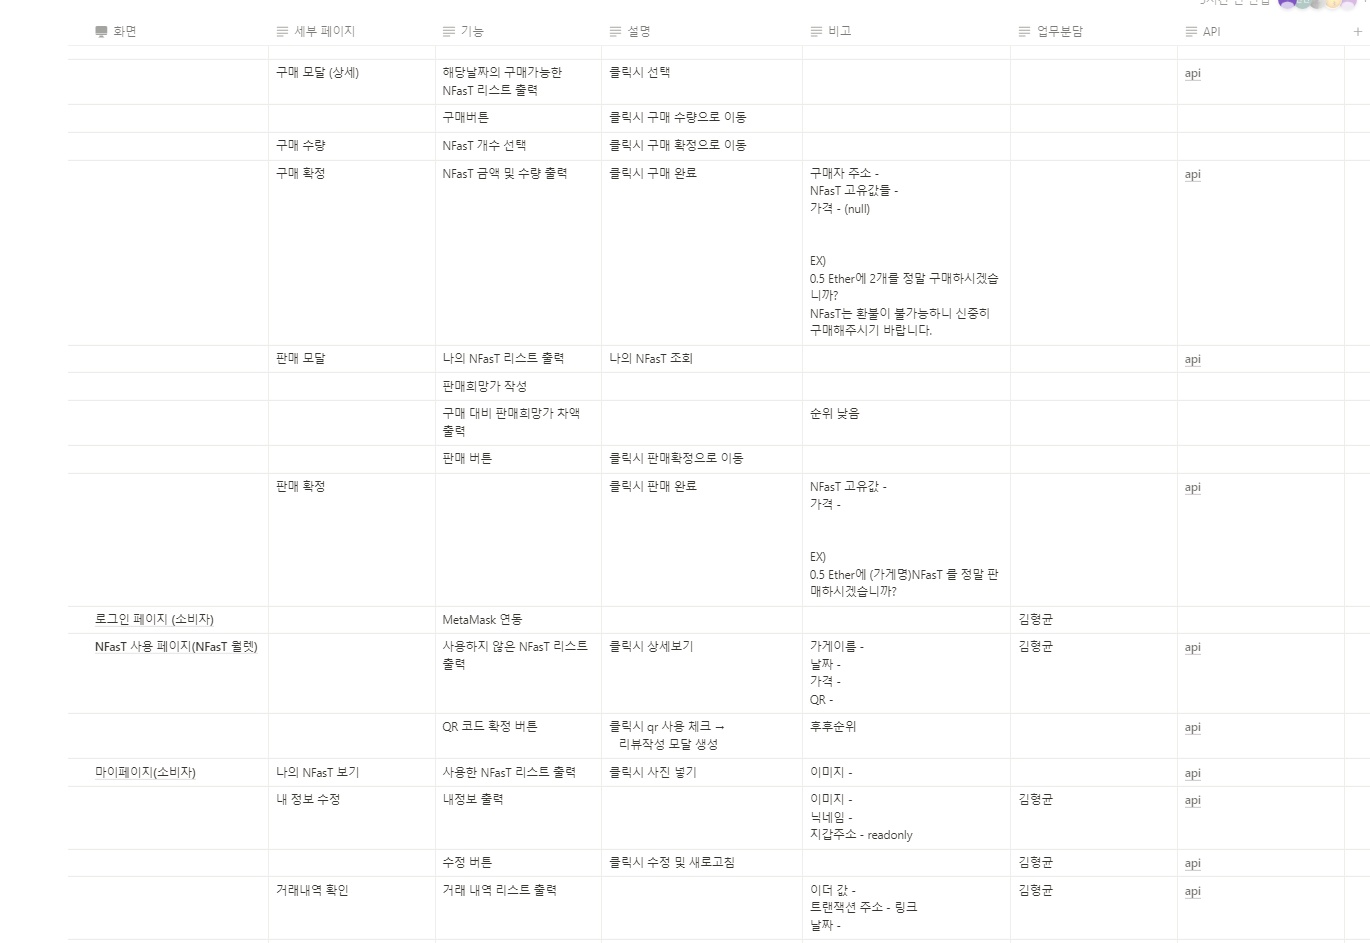 화면 세부 페이지 기능 설명 비고 업무분담 API
구매 모달 (상세) 해당날짜의 구매가능한 클릭시 선택 api
NFasT 리스트 출력
구매버튼 클릭시 구매 수량으로 이동
구매 수량 NFasT 개수 선택 클릭시 구매 확정으로 이동
구매 확정 NFasT 금액 및 수량 출력 클릭시 구매 완료 구매자 주소 - api
NFasT 고유값들 -
가격 - (null)
EX)
0.5 Ether에 2개를 정말 구매하시겠습
니까?
NFasT는 환불이 불가능하니 신중히
구매해주시기 바랍니다.
판매 모달 나의 NFasT 리스트 출력 나의 NFasT 조회 api
판매희망가 작성
구매 대비 판매희망가 차액 순위 낮음
출력
판매 버튼 클릭시 판매확정으로 이동
판매 확정 클릭시 판매 완료 NFasT 고유값 - api
가격 -
EX)
0.5 Ether에 (가게명)NFasT 를 정말 판
매하시겠습니까?
로그인 페이지 (소비자) MetaMask 연동 김형균
NFasT 사용 페이지(NFasT 월렛) 사용하지 않은 NFasT 리스트 클릭시 상세보기 가게이름 - 김형균 api
출력 날짜 -
가격 -
QR -
QR 코드 확정 버튼 클릭시 qr 사용 체크 → 후후순위 api
리뷰작성 모달 생성
마이페이지(소비자) 나의 NFasT 보기 사용한 NFasT 리스트 출력 클릭시 사진 넣기 이미지 - api
내 정보 수정 내정보 출력 이미지 - 김형균 api
닉네임 -
지갑주소 - readonly
수정 버튼 클릭시 수정 및 새로고침 김형균 api
거래내역 확인 거래 내역 리스트 출력 이더 값 - 김형균 api
트랜잭션 주소 - 링크
날짜 -